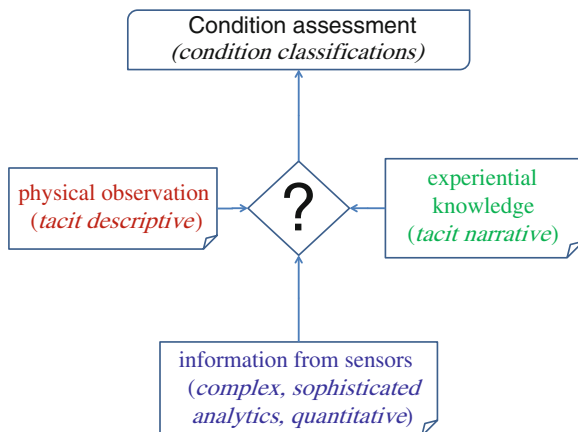 Condition assessment
(condition classifications)
physical observation
(tacit descriptive)
?
experiential
knowledge
(tacit narrative)
information from sensors
(complex, sophisticated
analytics, quantitative)